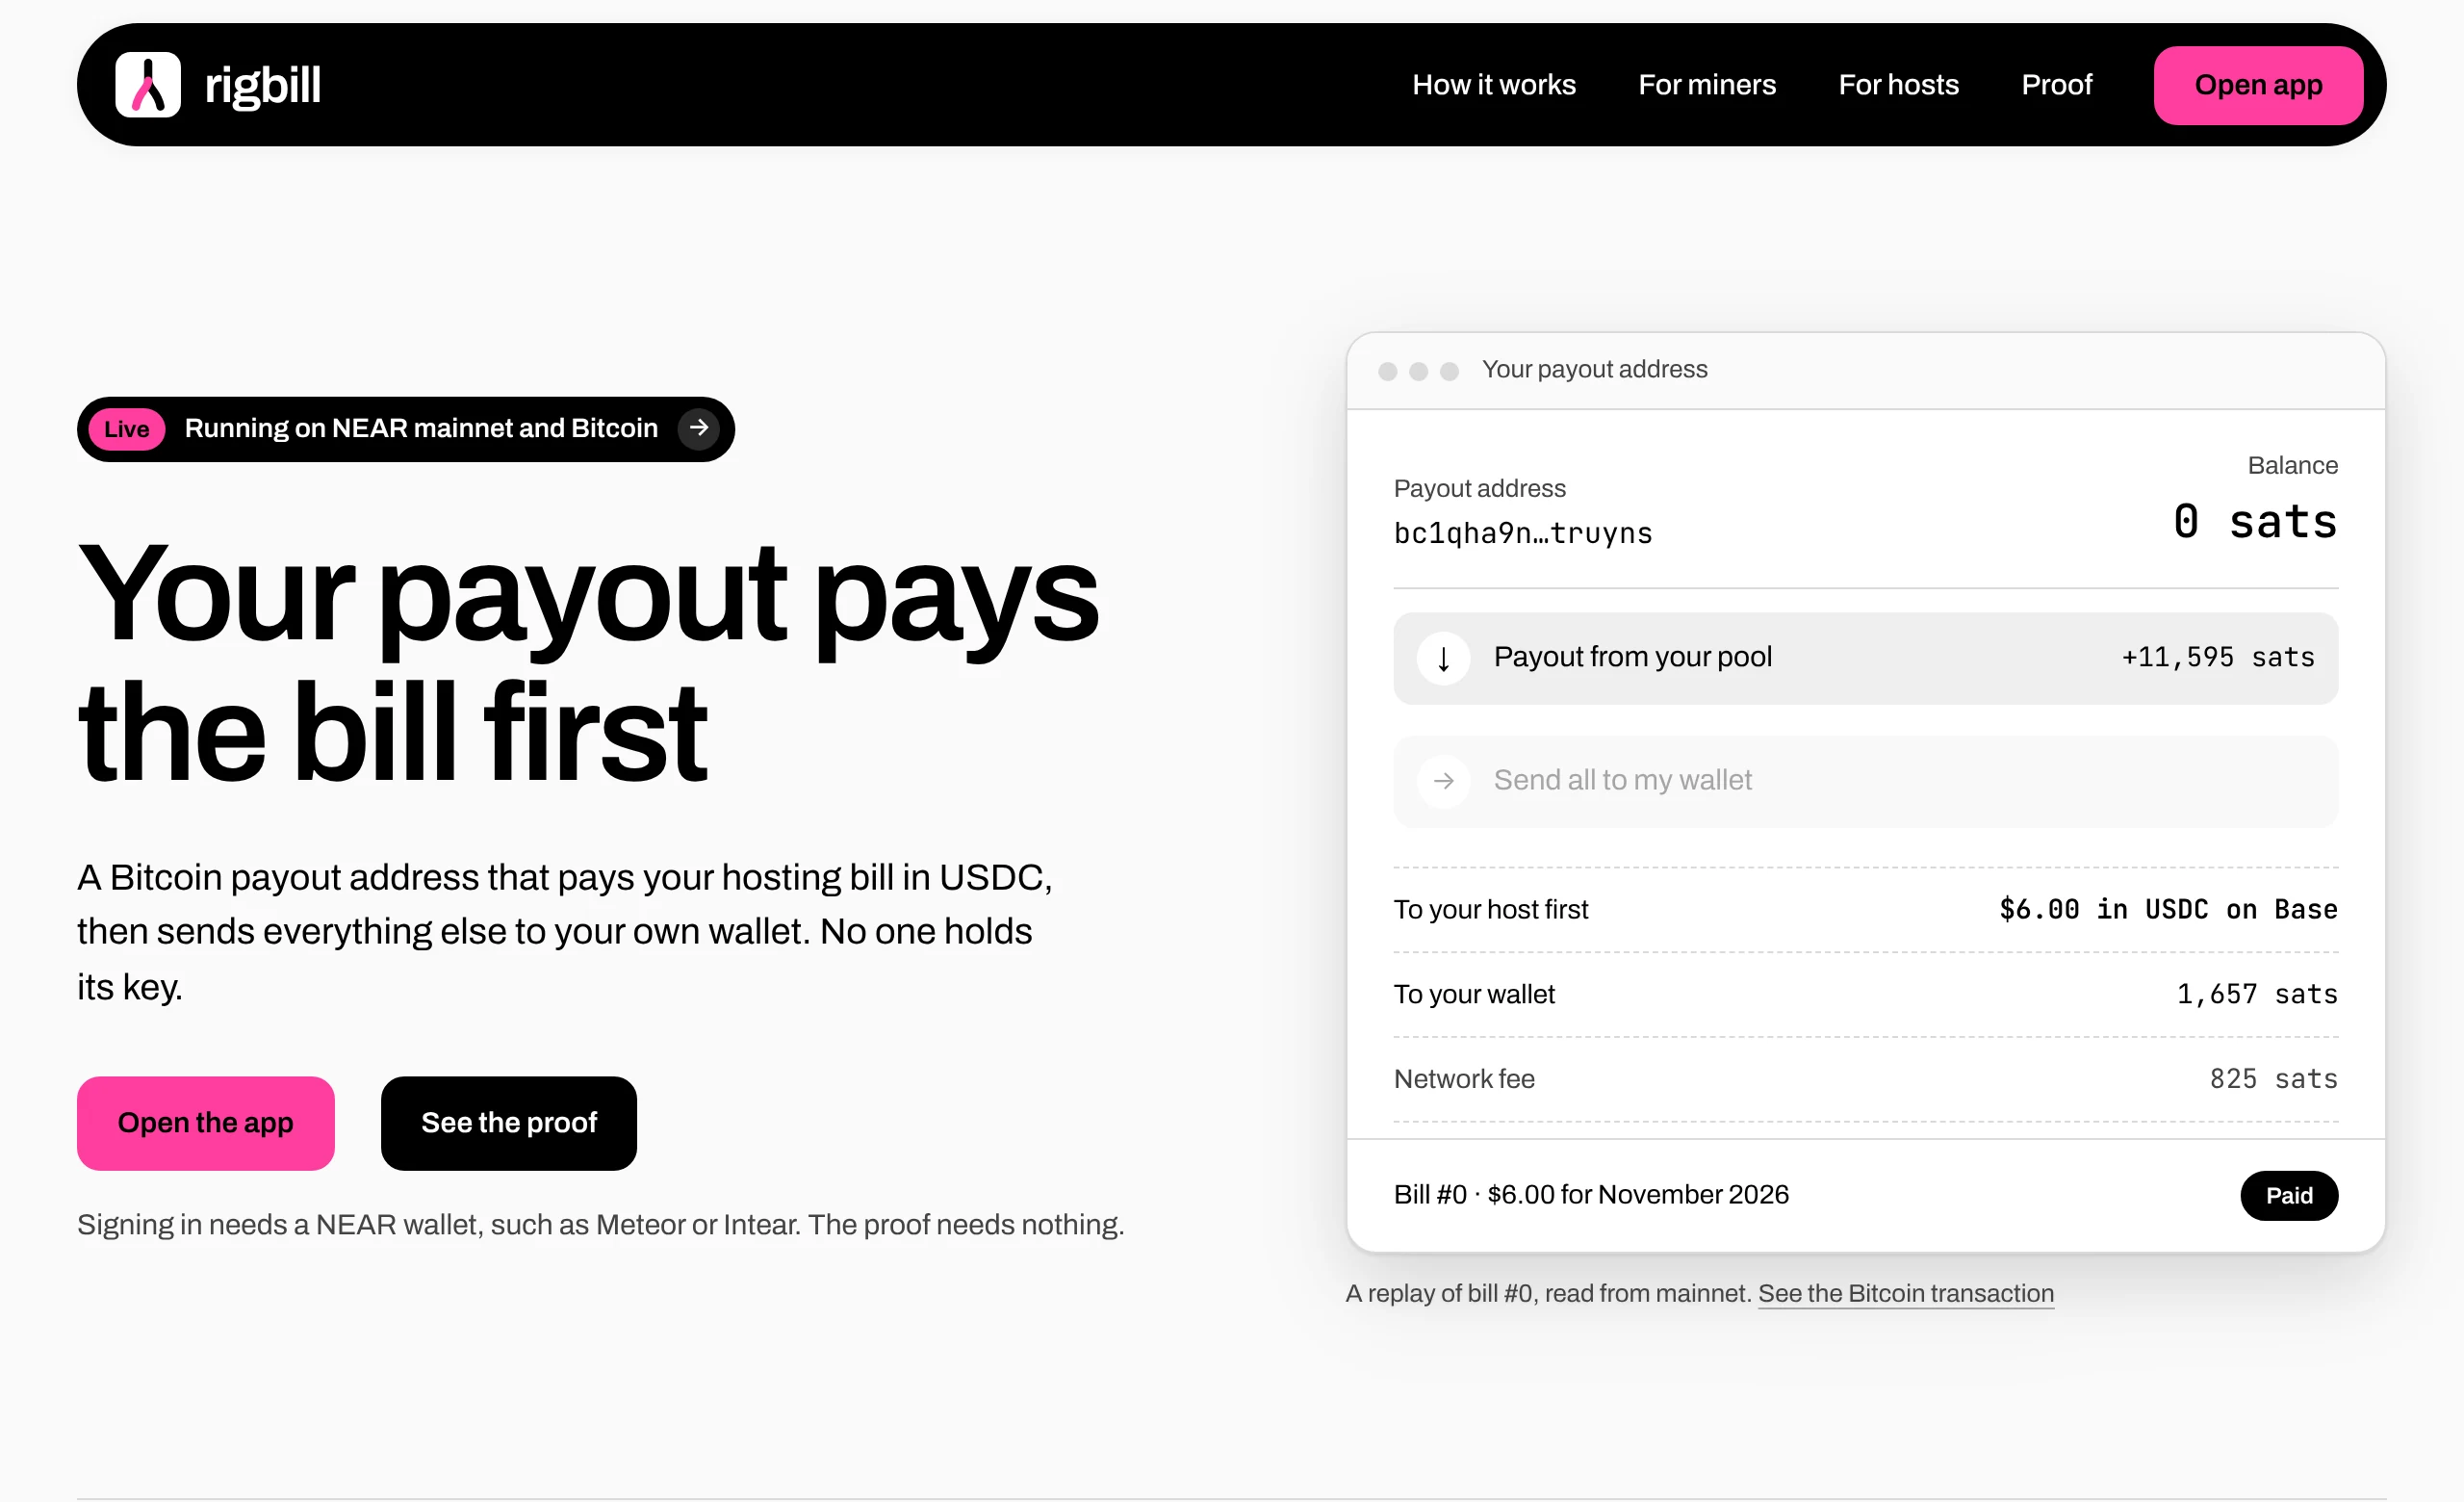 rigbill
How it works
For miners
For hosts
Proof
Open app
Live
Running on NEAR mainnet and Bitcoin
Your payout pays
the bill first
A Bitcoin payout address that pays your hosting bill in USDC,
then sends everything else to your own wallet. No one holds
its key.
Open the app
See the proof
Signing in needs a NEAR wallet, such as Meteor or Intear. The proof needs nothing.
Your payout address
Payout address
bc1qha9n…truyns
Balance
0 sats
Payout from your pool
+11,595 sats
Send all to my wallet
To your host first
$6.00 in USDC on Base
To your wallet
1,657 sats
Network fee
825 sats
Bill #0 · $6.00 for November 2026
Paid
A replay of bill #0, read from mainnet. See the Bitcoin transaction